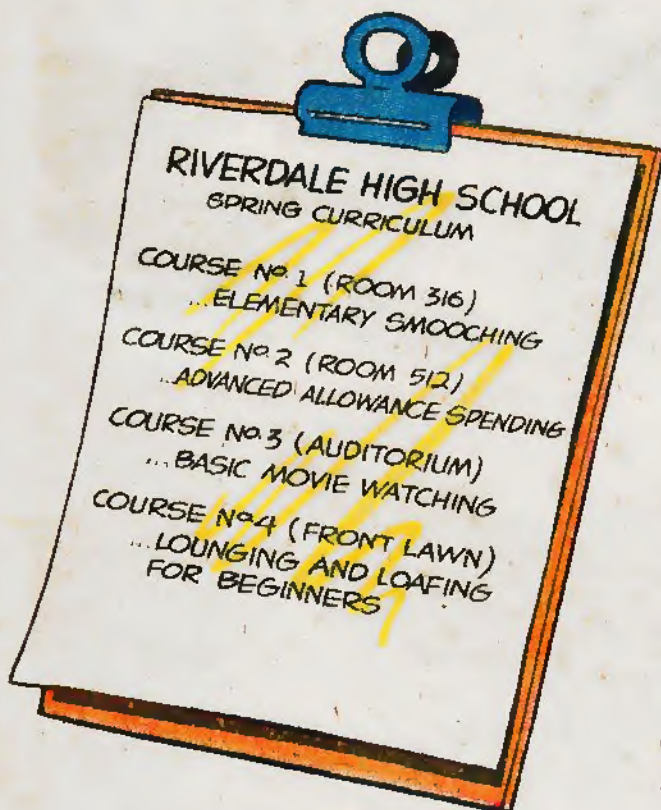 RIVERDALE HIGH SCHOOL
SPRING CURRICULUM
COURSE Nº 1 (ROOM 316)
...ELEMENTARY SMOOCHING
COURSE Nº 2 (ROOM 512)
...ADVANCED ALLOWANCE SPENDING
COURSE Nº 3 (AUDITORIUM)
...BASIC MOVIE WATCHING
COURSE Nº 4 (FRONT LAWN)
...LOUNGING AND LOAFING
FOR BEGINNERS